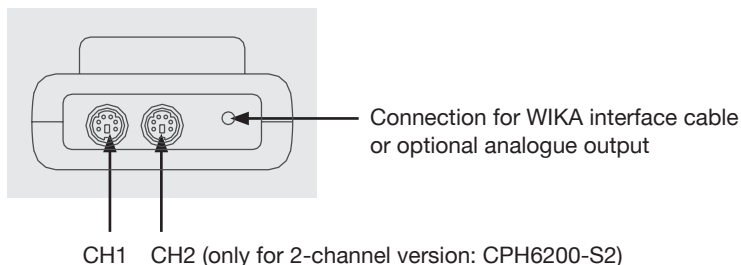 Connection for WIKA interface cable
or optional analogue output
CH1 CH2 (only for 2-channel version: CPH6200-S2)